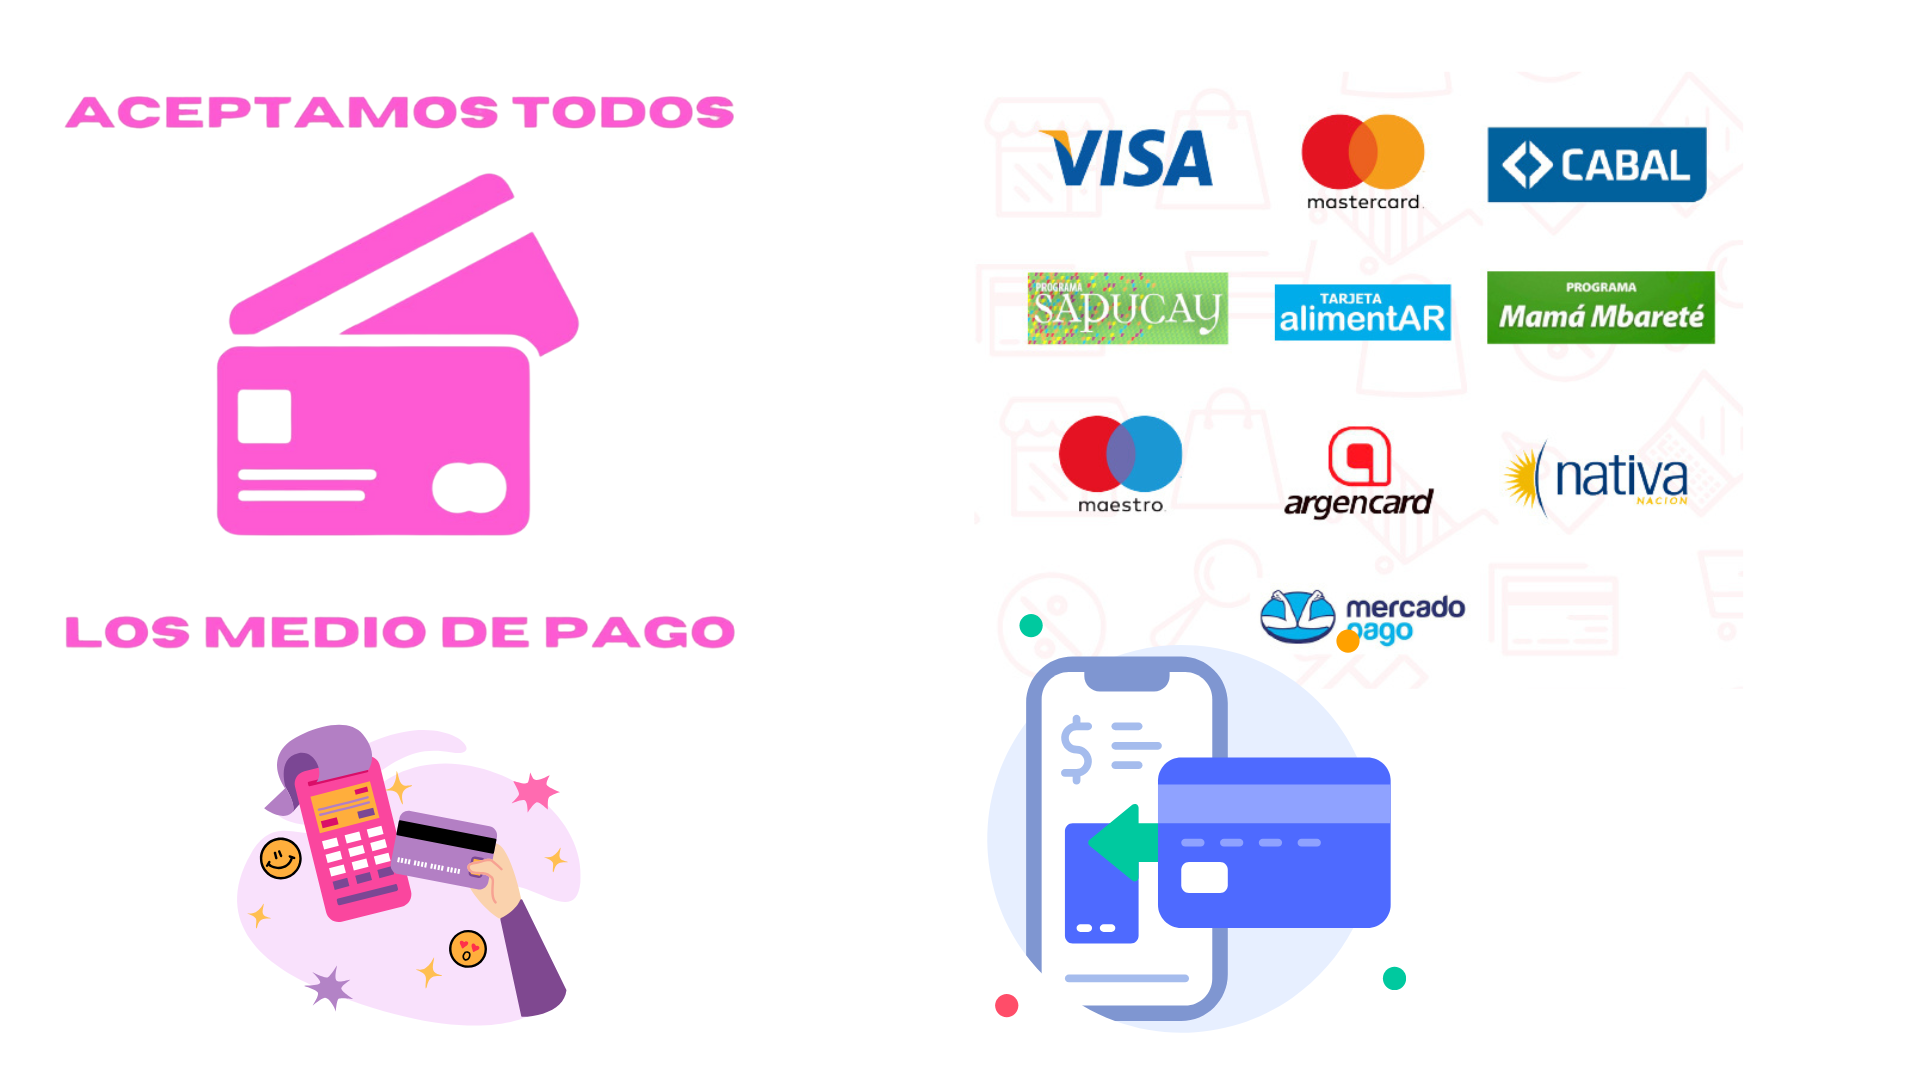 ACEPTAMOS TODOS
LOS MEDIO DE PAGO
VISA
mastercard.
CABAL
PROGRAMA
SAPUCAY
TARJETA
alimentAR
PROGRAMA
Mamá Mbareté
maestro.
argencard
nativa
NACION
mercado
pago
$